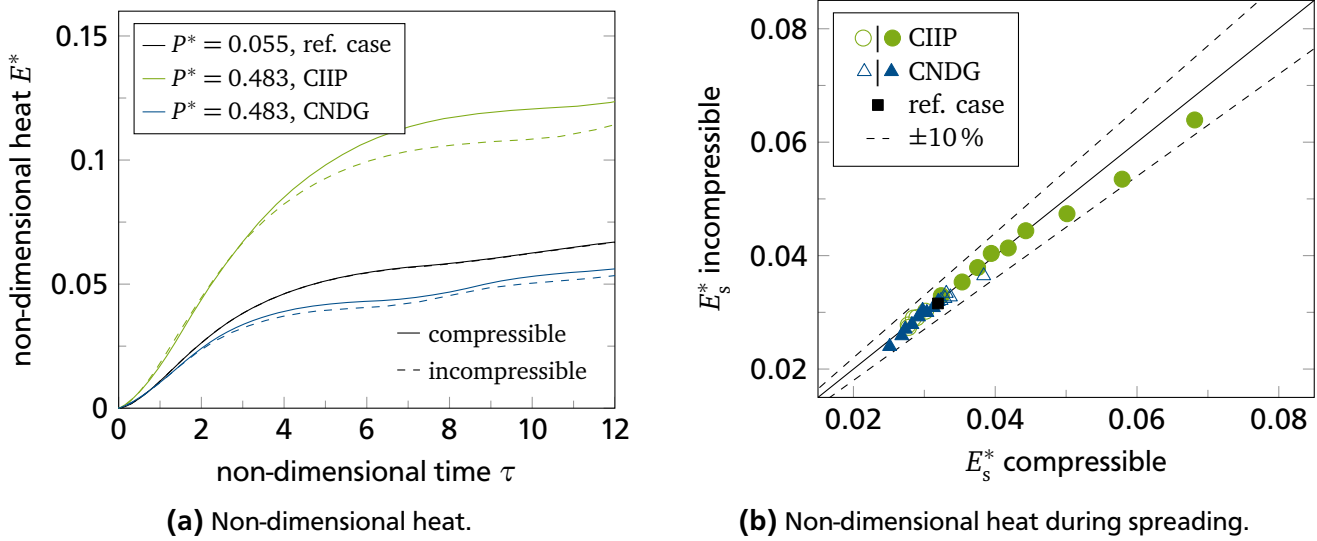 0.15
0.1
0.05
0
0 2 4 6 8 10 12
non-dimensional heat E*
non-dimensional time τ
P* = 0.055, ref. case
P* = 0.483, CIIP
P* = 0.483, CNDG
compressible
incompressible
(a) Non-dimensional heat.
0.08
0.06
0.04
0.02
0.02 0.04 0.06 0.08
E*s incompressible
E*s compressible
| CIIP
| CNDG
ref. case
±10 %
(b) Non-dimensional heat during spreading.